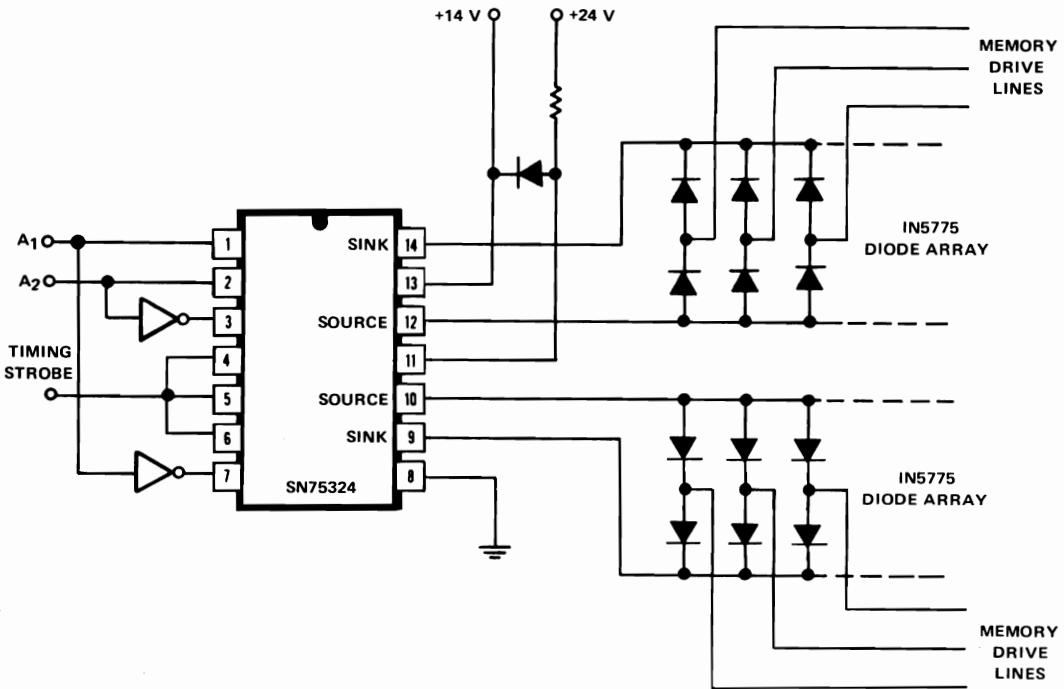 +14 V
+24 V
MEMORY
DRIVE
LINES
A1
A2
TIMING
STROBE
1
2
3
4
5
6
7
SINK
SOURCE
SOURCE
SINK
SN75324
14
13
12
11
10
9
8
IN5775
DIODE ARRAY
IN5775
DIODE ARRAY
MEMORY
DRIVE
LINES